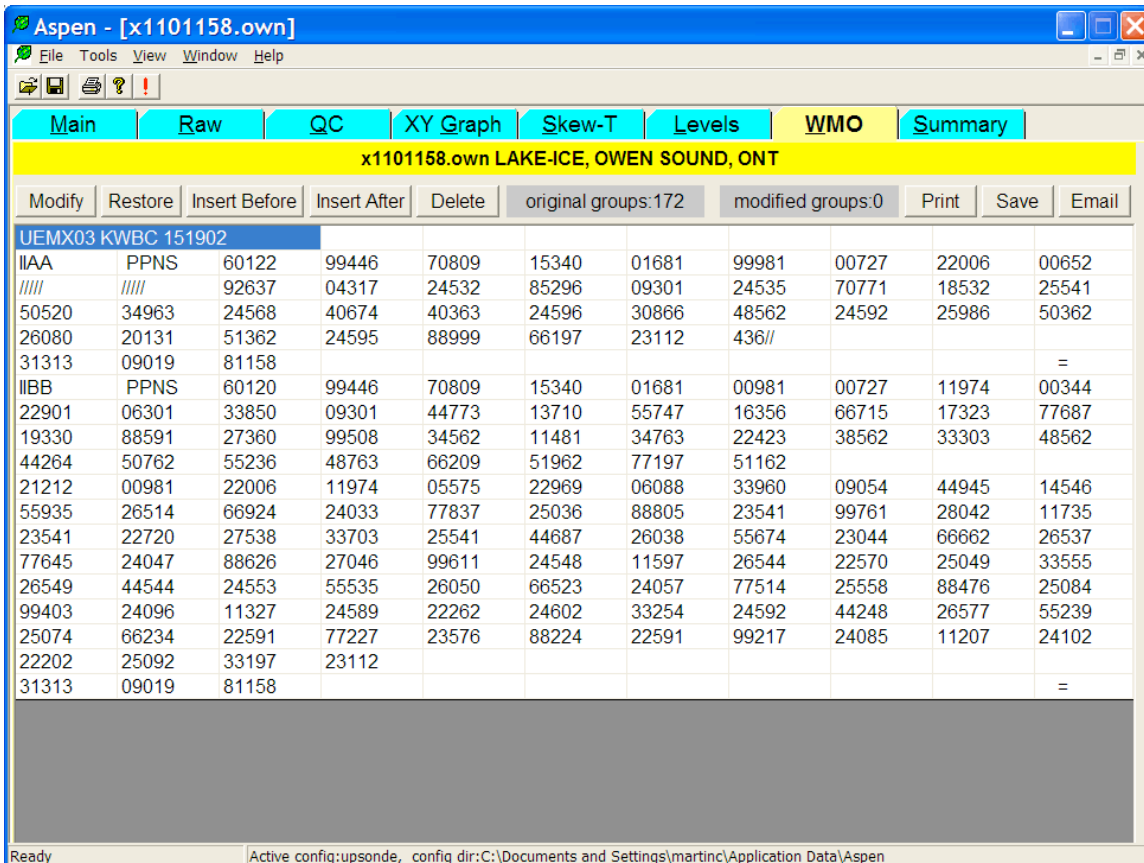 Aspen - [x1101158.own]
File Tools View Window Help
Main Raw QC XY Graph Skew-T Levels WMO Summary
x1101158.own LAKE-ICE, OWEN SOUND, ONT
Modify Restore Insert Before Insert After Delete original groups:172 modified groups:0 Print Save Email
UEMX03 KWBC 151902
IIAA PPNS 60122 99446 70809 15340 01681 99981 00727 22006 00652
///// ///// 92637 04317 24532 85296 09301 24535 70771 18532 25541
50520 34963 24568 40674 40363 24596 30866 48562 24592 25986 50362
26080 20131 51362 24595 88999 66197 23112 436//
31313 09019 81158 =
IIBB PPNS 60120 99446 70809 15340 01681 00981 00727 11974 00344
22901 06301 33850 09301 44773 13710 55747 16356 66715 17323 77687
19330 88591 27360 99508 34562 11481 34763 22423 38562 33303 48562
44264 50762 55236 48763 66209 51962 77197 51162
21212 00981 22006 11974 05575 22969 06088 33960 09054 44945 14546
55935 26514 66924 24033 77837 25036 88805 23541 99761 28042 11735
23541 22720 27538 33703 25541 44687 26038 55674 23044 66662 26537
77645 24047 88626 27046 99611 24548 11597 26544 22570 25049 33555
26549 44544 24553 55535 26050 66523 24057 77514 25558 88476 25084
99403 24096 11327 24589 22262 24602 33254 24592 44248 26577 55239
25074 66234 22591 77227 23576 88224 22591 99217 24085 11207 24102
22202 25092 33197 23112
31313 09019 81158 =
Ready Active config:upsonde, config dir:C:\Documents and Settings\martinc\Application Data\Aspen